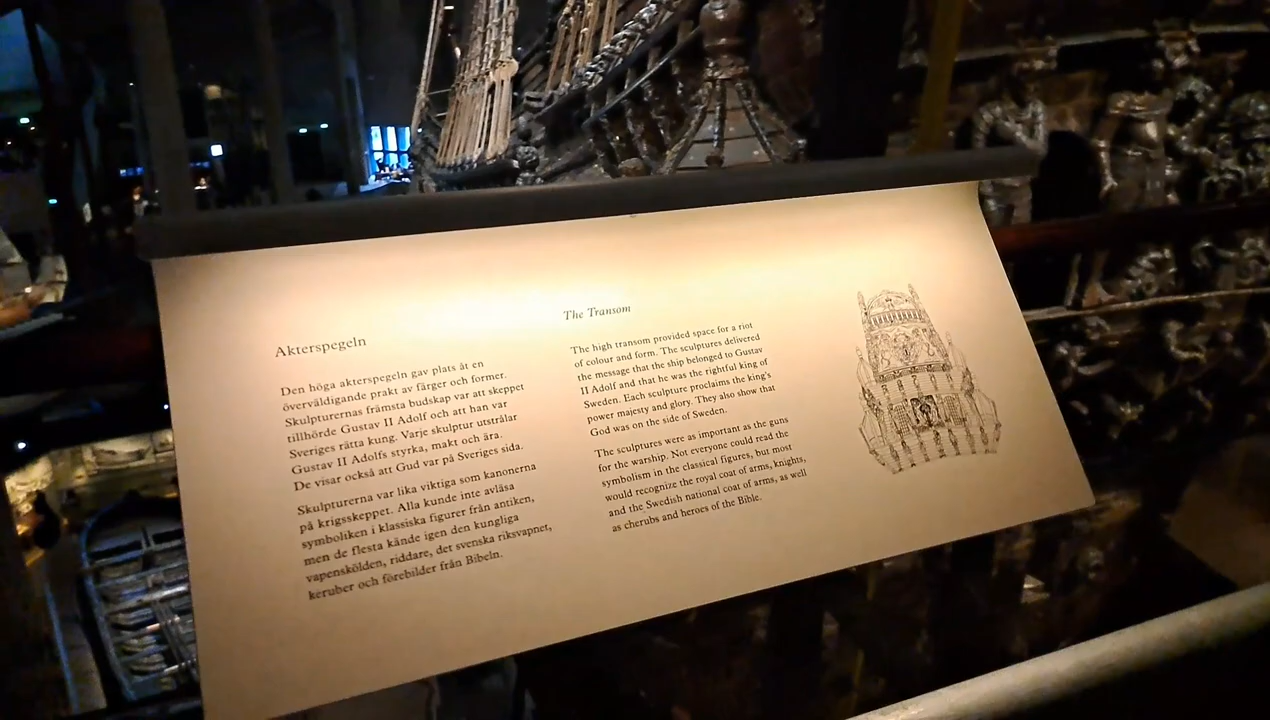 Akterspegeln
Den höga akterspegeln gav plats åt en
överväldigande prakt av färger och former.
Skulpturernas främsta budskap var att skeppet
tillhörde Gustav II Adolf och att han var
Sveriges rätta kung. Varje skulptur utstrålar
Gustav II Adolfs styrka, makt och ära.
De visar också att Gud var på Sveriges sida.
Skulpturerna var lika viktiga som kanonerna
på krigsskeppet. Alla kunde inte avläsa
symboliken i klassiska figurer från antiken,
men de flesta kände igen den kungliga
vapenskölden, riddare, det svenska riksvapnet,
keruber och förebilder från Bibeln.
The Transom
The high transom provided space for a riot
of colour and form. The sculptures delivered
the message that the ship belonged to Gustav
II Adolf and that he was the rightful king of
Sweden. Each sculpture proclaims the king's
power majesty and glory. They also show that
God was on the side of Sweden.
The sculptures were as important as the guns
for the warship. Not everyone could read the
symbolism in the classical figures, but most
would recognize the royal coat of arms, knights,
and the Swedish national coat of arms, as well
as cherubs and heroes of the Bible.